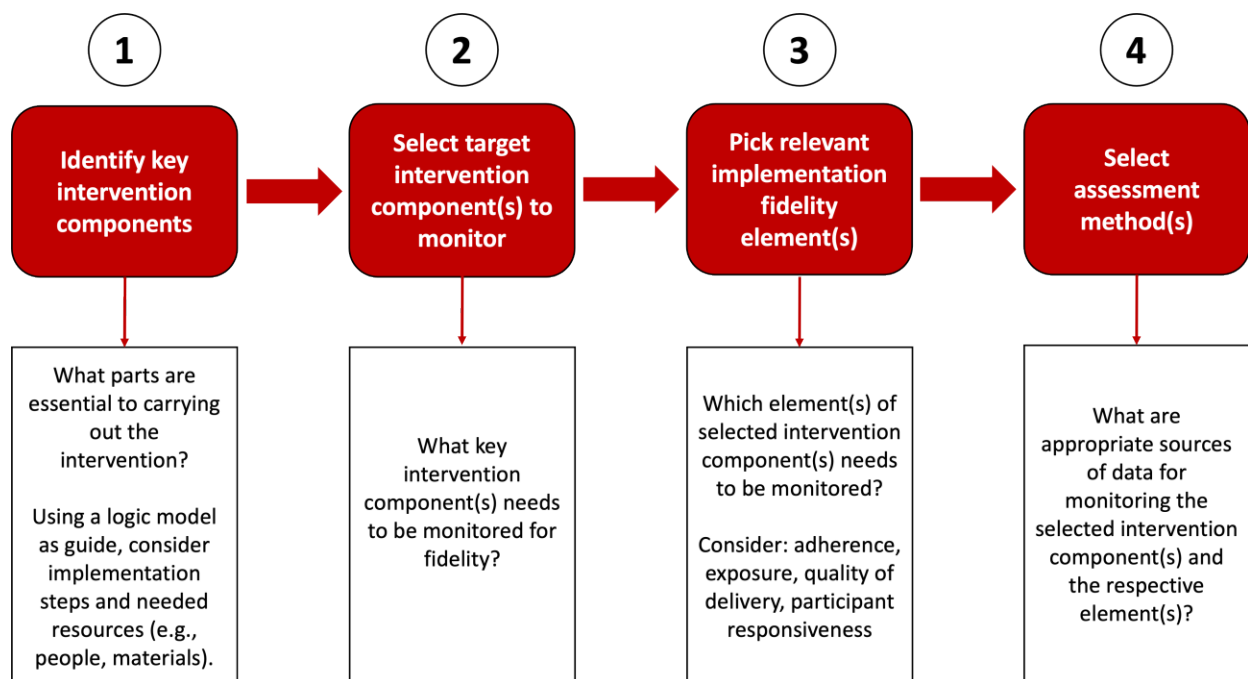 1
2
3
4
Identify key
intervention
components
Select target
intervention
component(s) to
monitor
Pick relevant
implementation
fidelity
element(s)
Select
assessment
method(s)
What parts are
essential to carrying
out the
intervention?
Using a logic model
as guide, consider
implementation
steps and needed
resources (e.g.,
people, materials).
What key
intervention
component(s) needs
to be monitored for
fidelity?
Which element(s) of
selected intervention
component(s) needs
to be monitored?
Consider: adherence,
exposure, quality of
delivery, participant
responsiveness
What are
appropriate sources
of data for
monitoring the
selected intervention
component(s) and
the respective
element(s)?